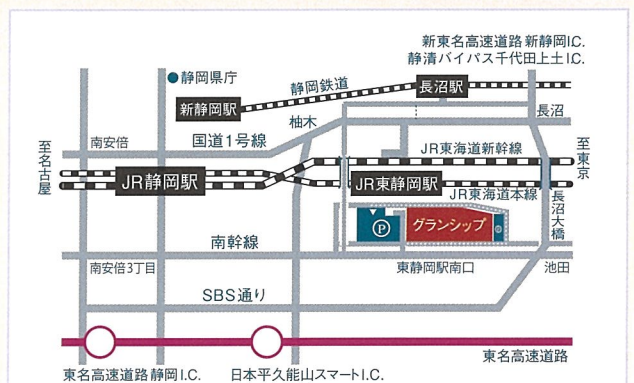 新東名高速道路 新静岡I.C.
静清バイパス千代田上土I.C.
静岡県庁
静岡鉄道
長沼駅
新静岡駅
柚木
長沼
南安倍
国道1号線
JR東海道新幹線
至名古屋
至東京
JR静岡駅
JR東静岡駅
JR東海道本線
長沼大橋
P
グランシップ
南幹線
南安倍3丁目
東静岡駅南口
池田
SBS通り
東名高速道路
東名高速道路 静岡I.C.
日本平久能山スマートI.C.